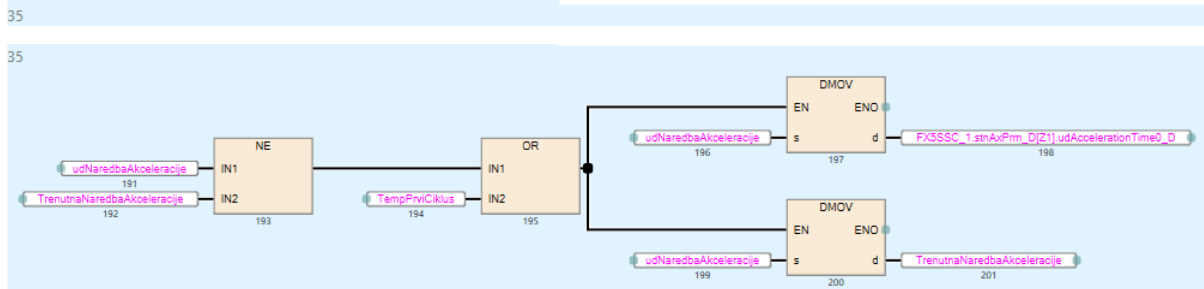 35
35
DMOV
EN ENO
udNaredbaAkceleracije s d FX5SSC_1.stnAxPrm_D[Z1].udAccelerationTime0_D
196 197 198
NE OR
udNaredbaAkceleracije IN1 IN1
191
TrenutnaNaredbaAkceleracije IN2 TempPrviCiklus IN2
192 193 194 195
DMOV
EN ENO
udNaredbaAkceleracije s d TrenutnaNaredbaAkceleracije
199 200 201